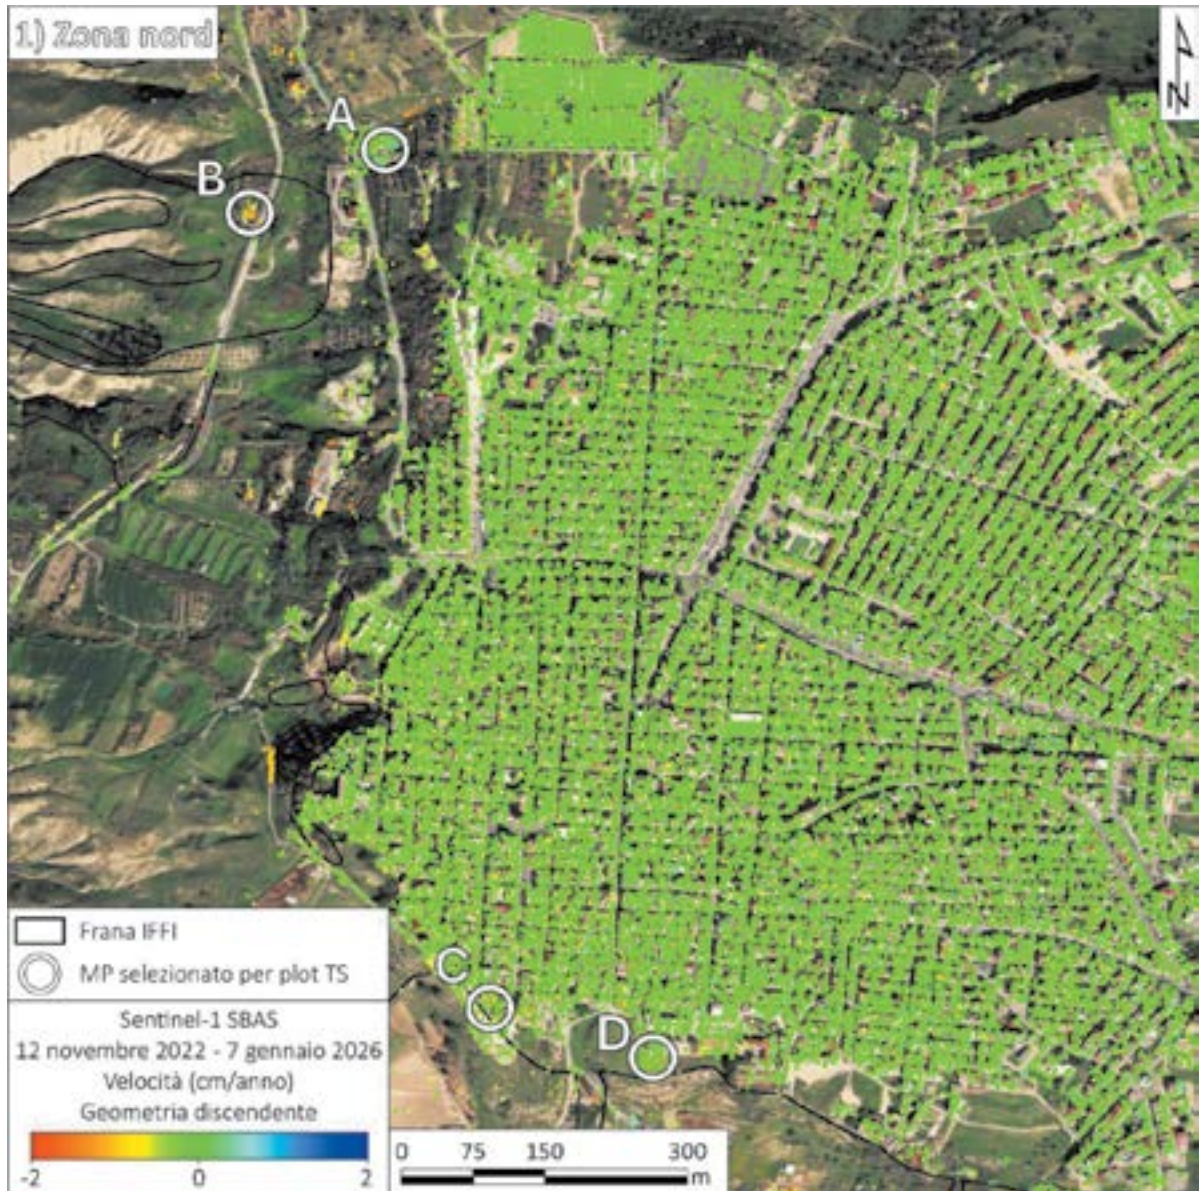 1) Zona nord
N
A
B
C
D
Frana IFFI
MP selezionato per plot TS
Sentinel-1 SBAS
12 novembre 2022 - 7 gennaio 2026
Velocità (cm/anno)
Geometria discendente
-2 0 2
0 75 150 300
m